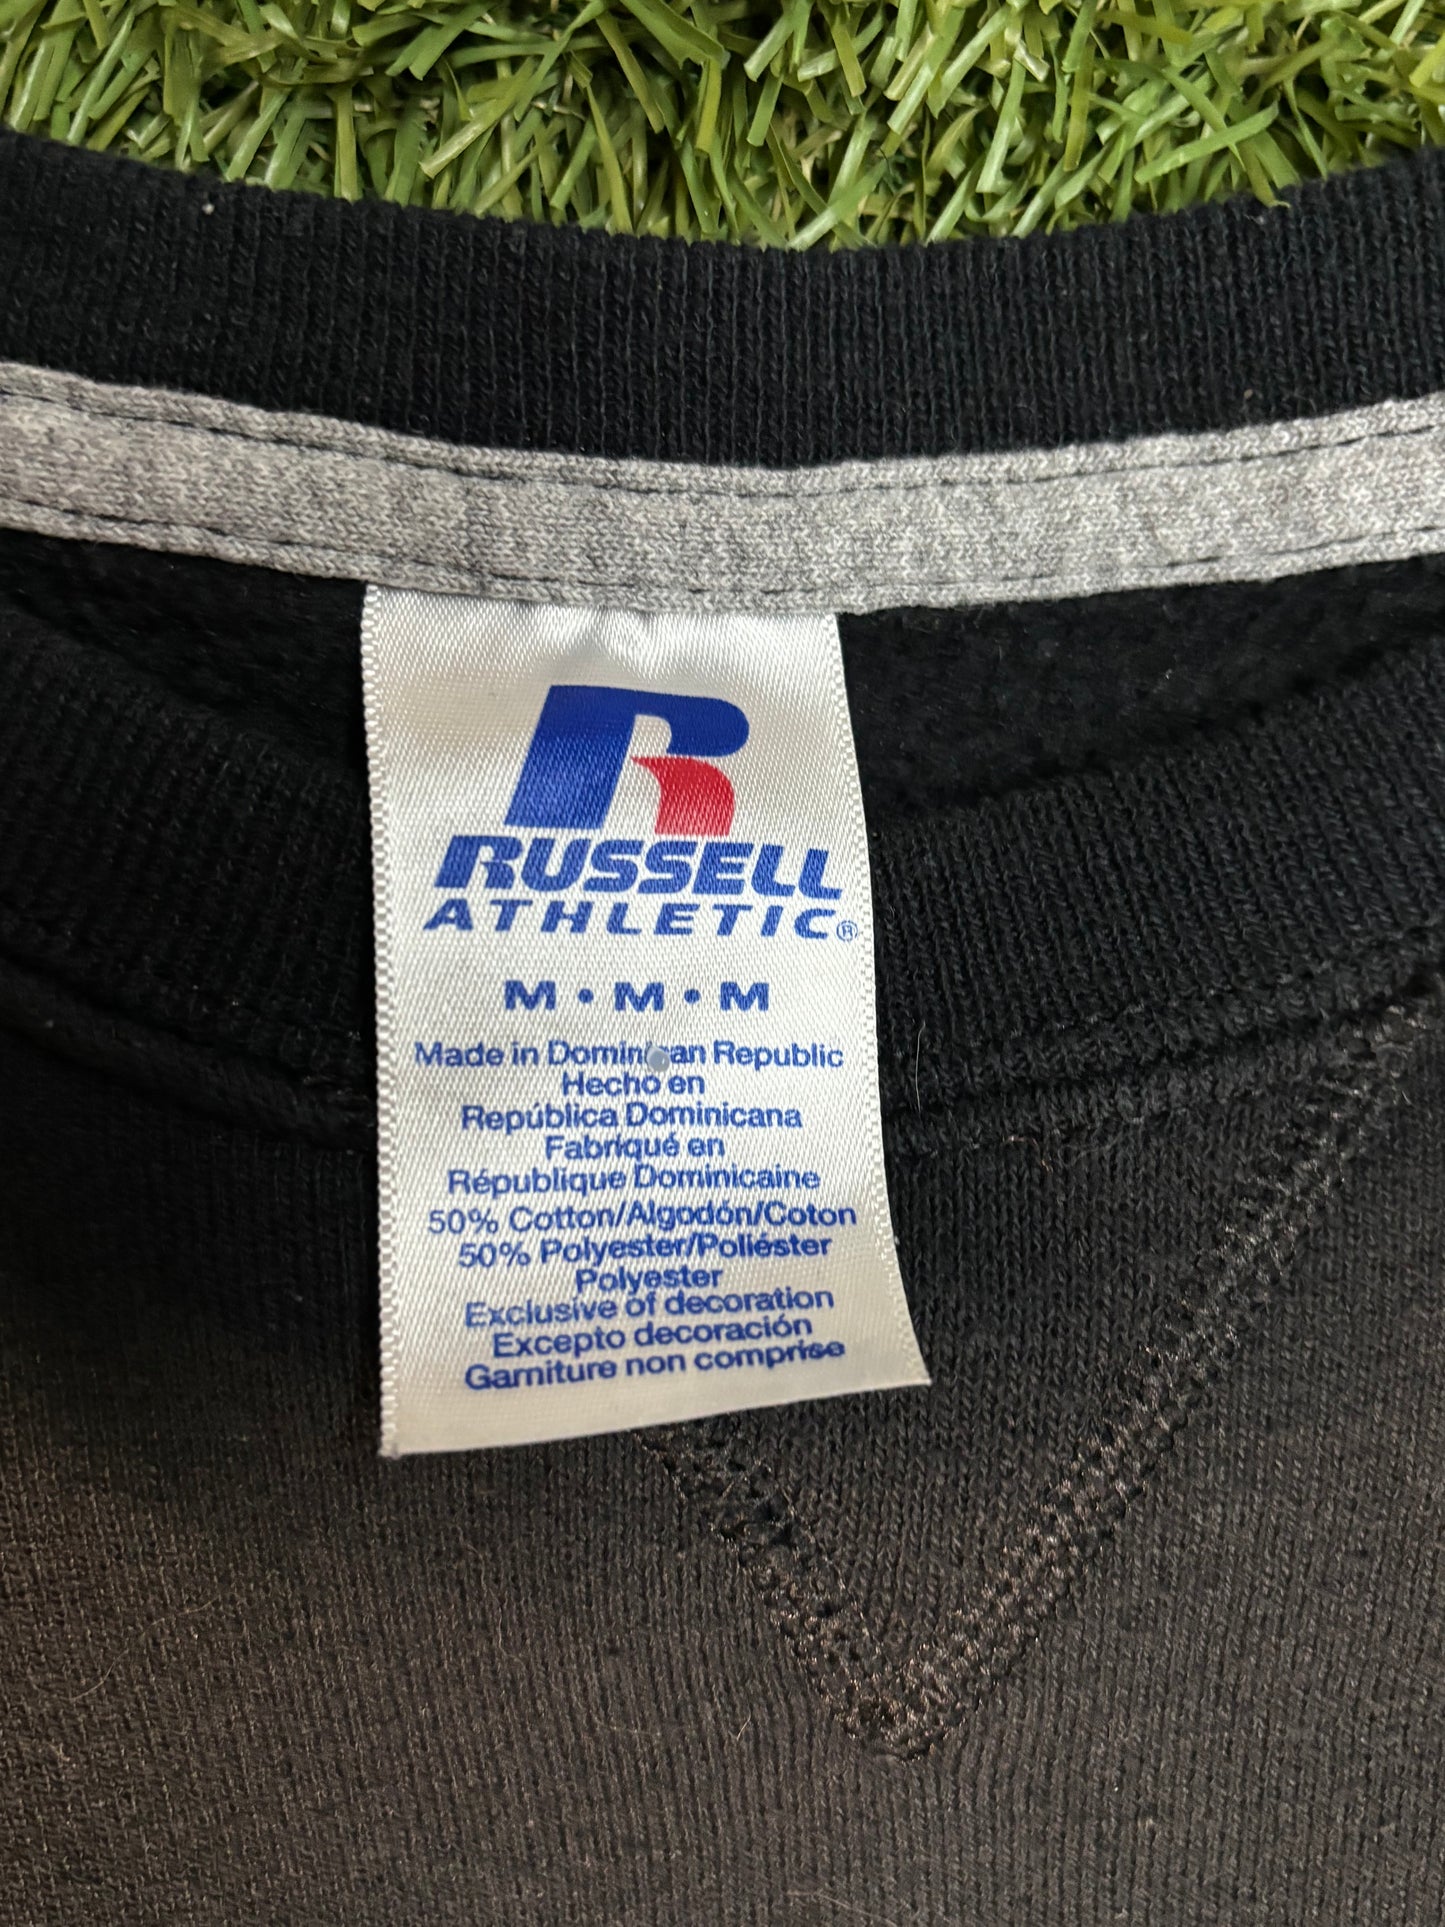 R
RUSSELL
ATHLETIC®
M • M • M
Made in Dominican Republic
Hecho en
República Dominicana
Fabriqué en
République Dominicaine
50% Cotton/Algodón/Coton
50% Polyester/Poliéster
Polyester
Exclusive of decoration
Excepto decoración
Garniture non comprise